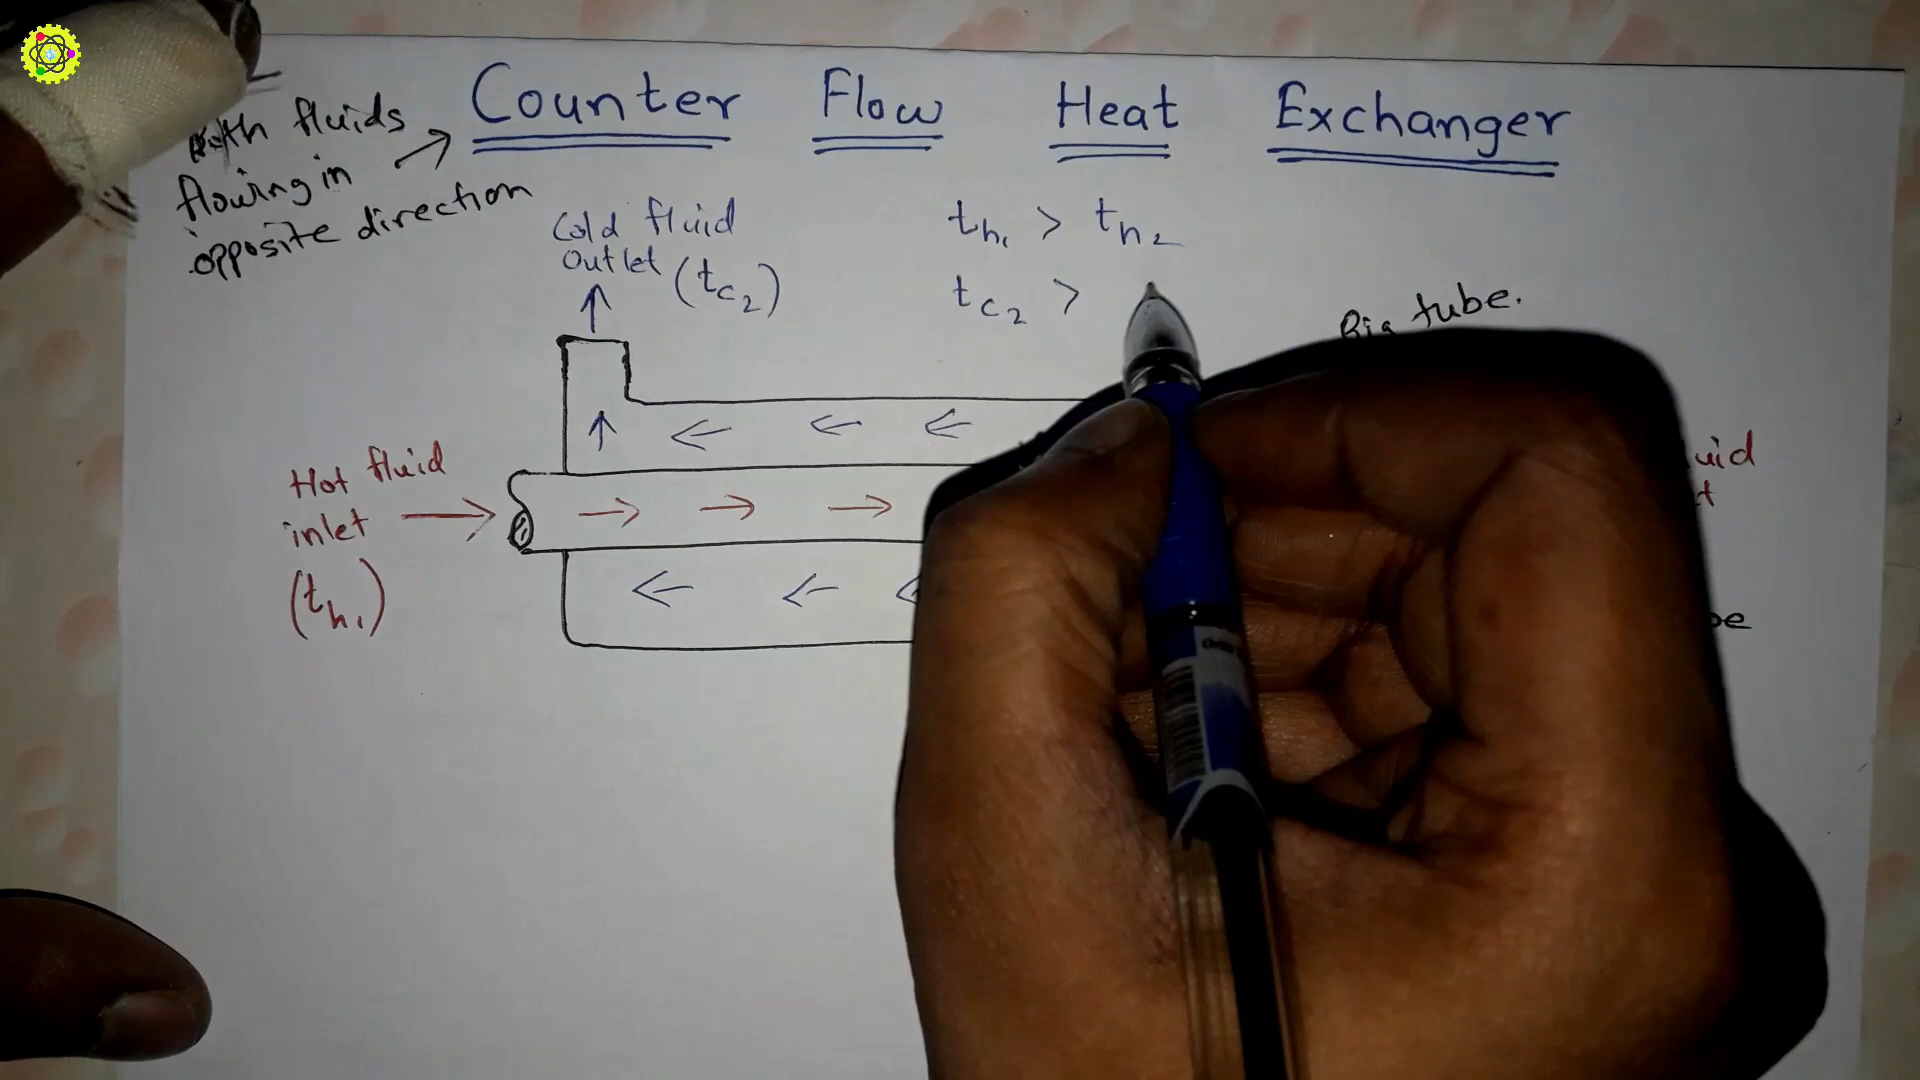 Counter Flow Heat Exchanger
fluids
flowing in
opposite direction
Cold fluid
outlet (tc2)
th1 > th2
tc2 >
Big tube.
Hot fluid
inlet
(th1)